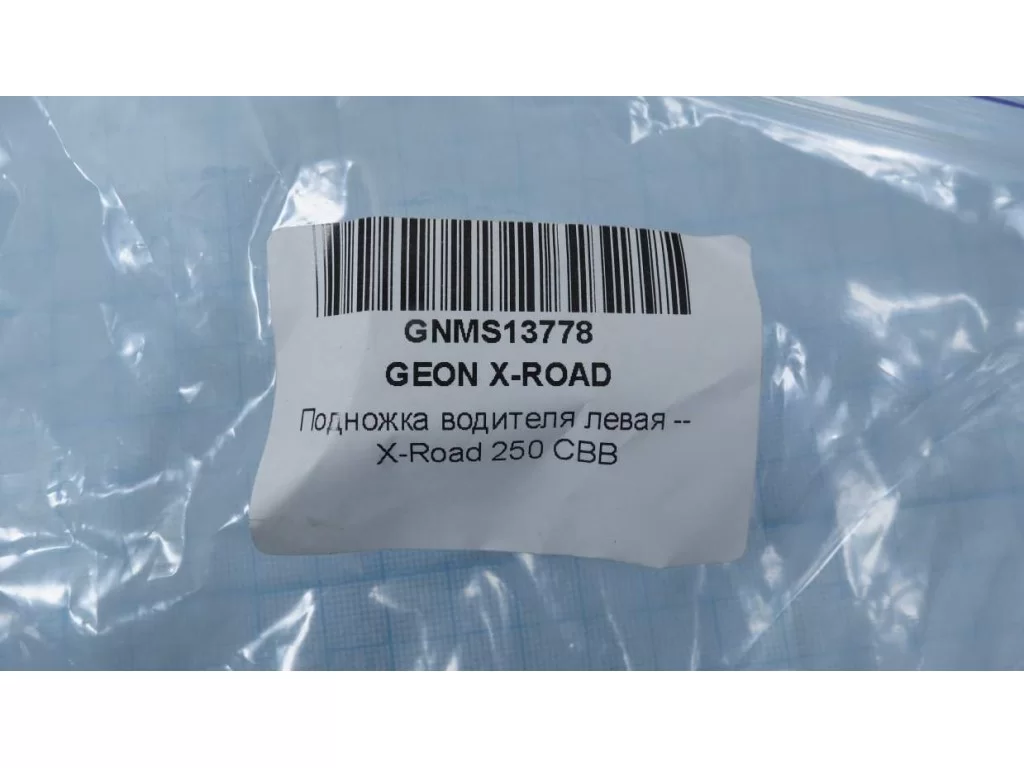 GNMS13778
GEON X-ROAD
Подножка водителя левая --
X-Road 250 CBB